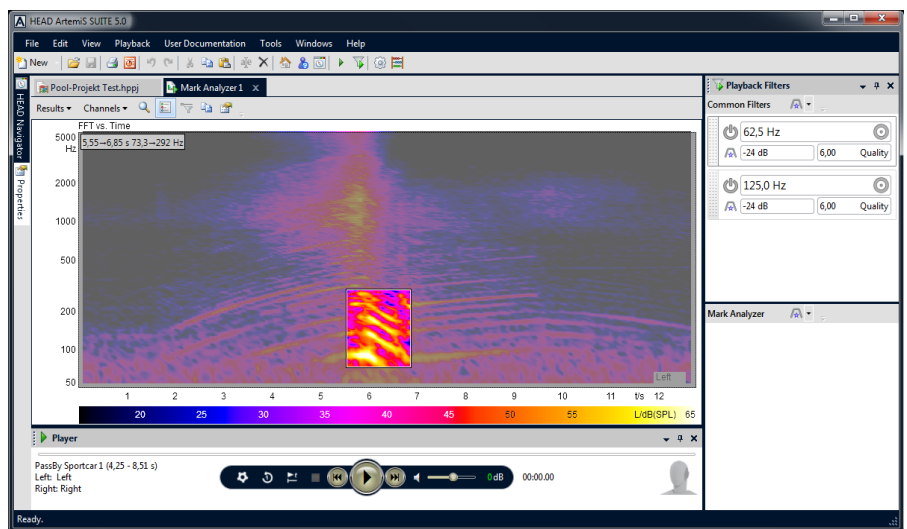 HEAD ArtemiS SUITE 5.0
File Edit View Playback User Documentation Tools Windows Help
New
Pool-Projekt Test.hppj Mark Analyzer 1 x
HEAD Navigator
Properties
Results Channels
FFT vs. Time
5,55→6,85 s 73,3→292 Hz
5000
Hz
2000
1000
500
200
100
50
Left
1 2 3 4 5 6 7 8 9 10 11 t/s 12
20 25 30 35 40 45 50 55 L/dB(SPL) 65
Player
PassBy Sportcar 1 (4,25 - 8,51 s)
Left: Left
Right: Right
0 dB 00:00.00
Playback Filters
Common Filters
62,5 Hz
-24 dB 6,00 Quality
125,0 Hz
-24 dB 6,00 Quality
Mark Analyzer
Ready.